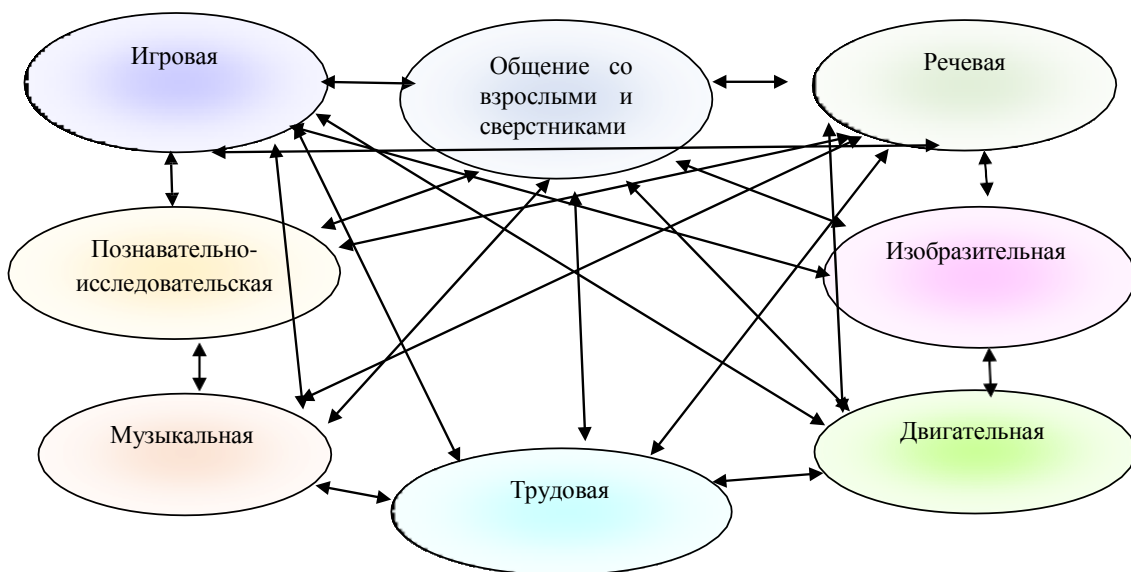 Игровая
Общение со
взрослыми и
сверстниками
Речевая
Познавательно-
исследовательская
Изобразительная
Музыкальная
Трудовая
Двигательная